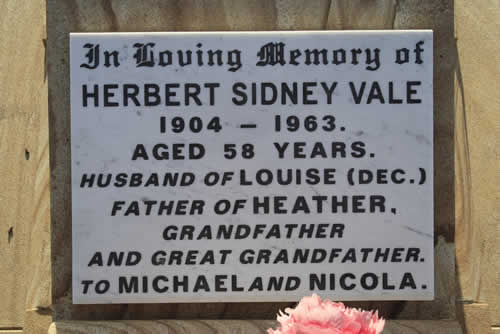 In Loving Memory of
HERBERT SIDNEY VALE
1904 — 1963.
AGED 58 YEARS.
HUSBAND OF LOUISE (DEC.)
FATHER OF HEATHER,
GRANDFATHER
AND GREAT GRANDFATHER.
TO MICHAEL AND NICOLA.